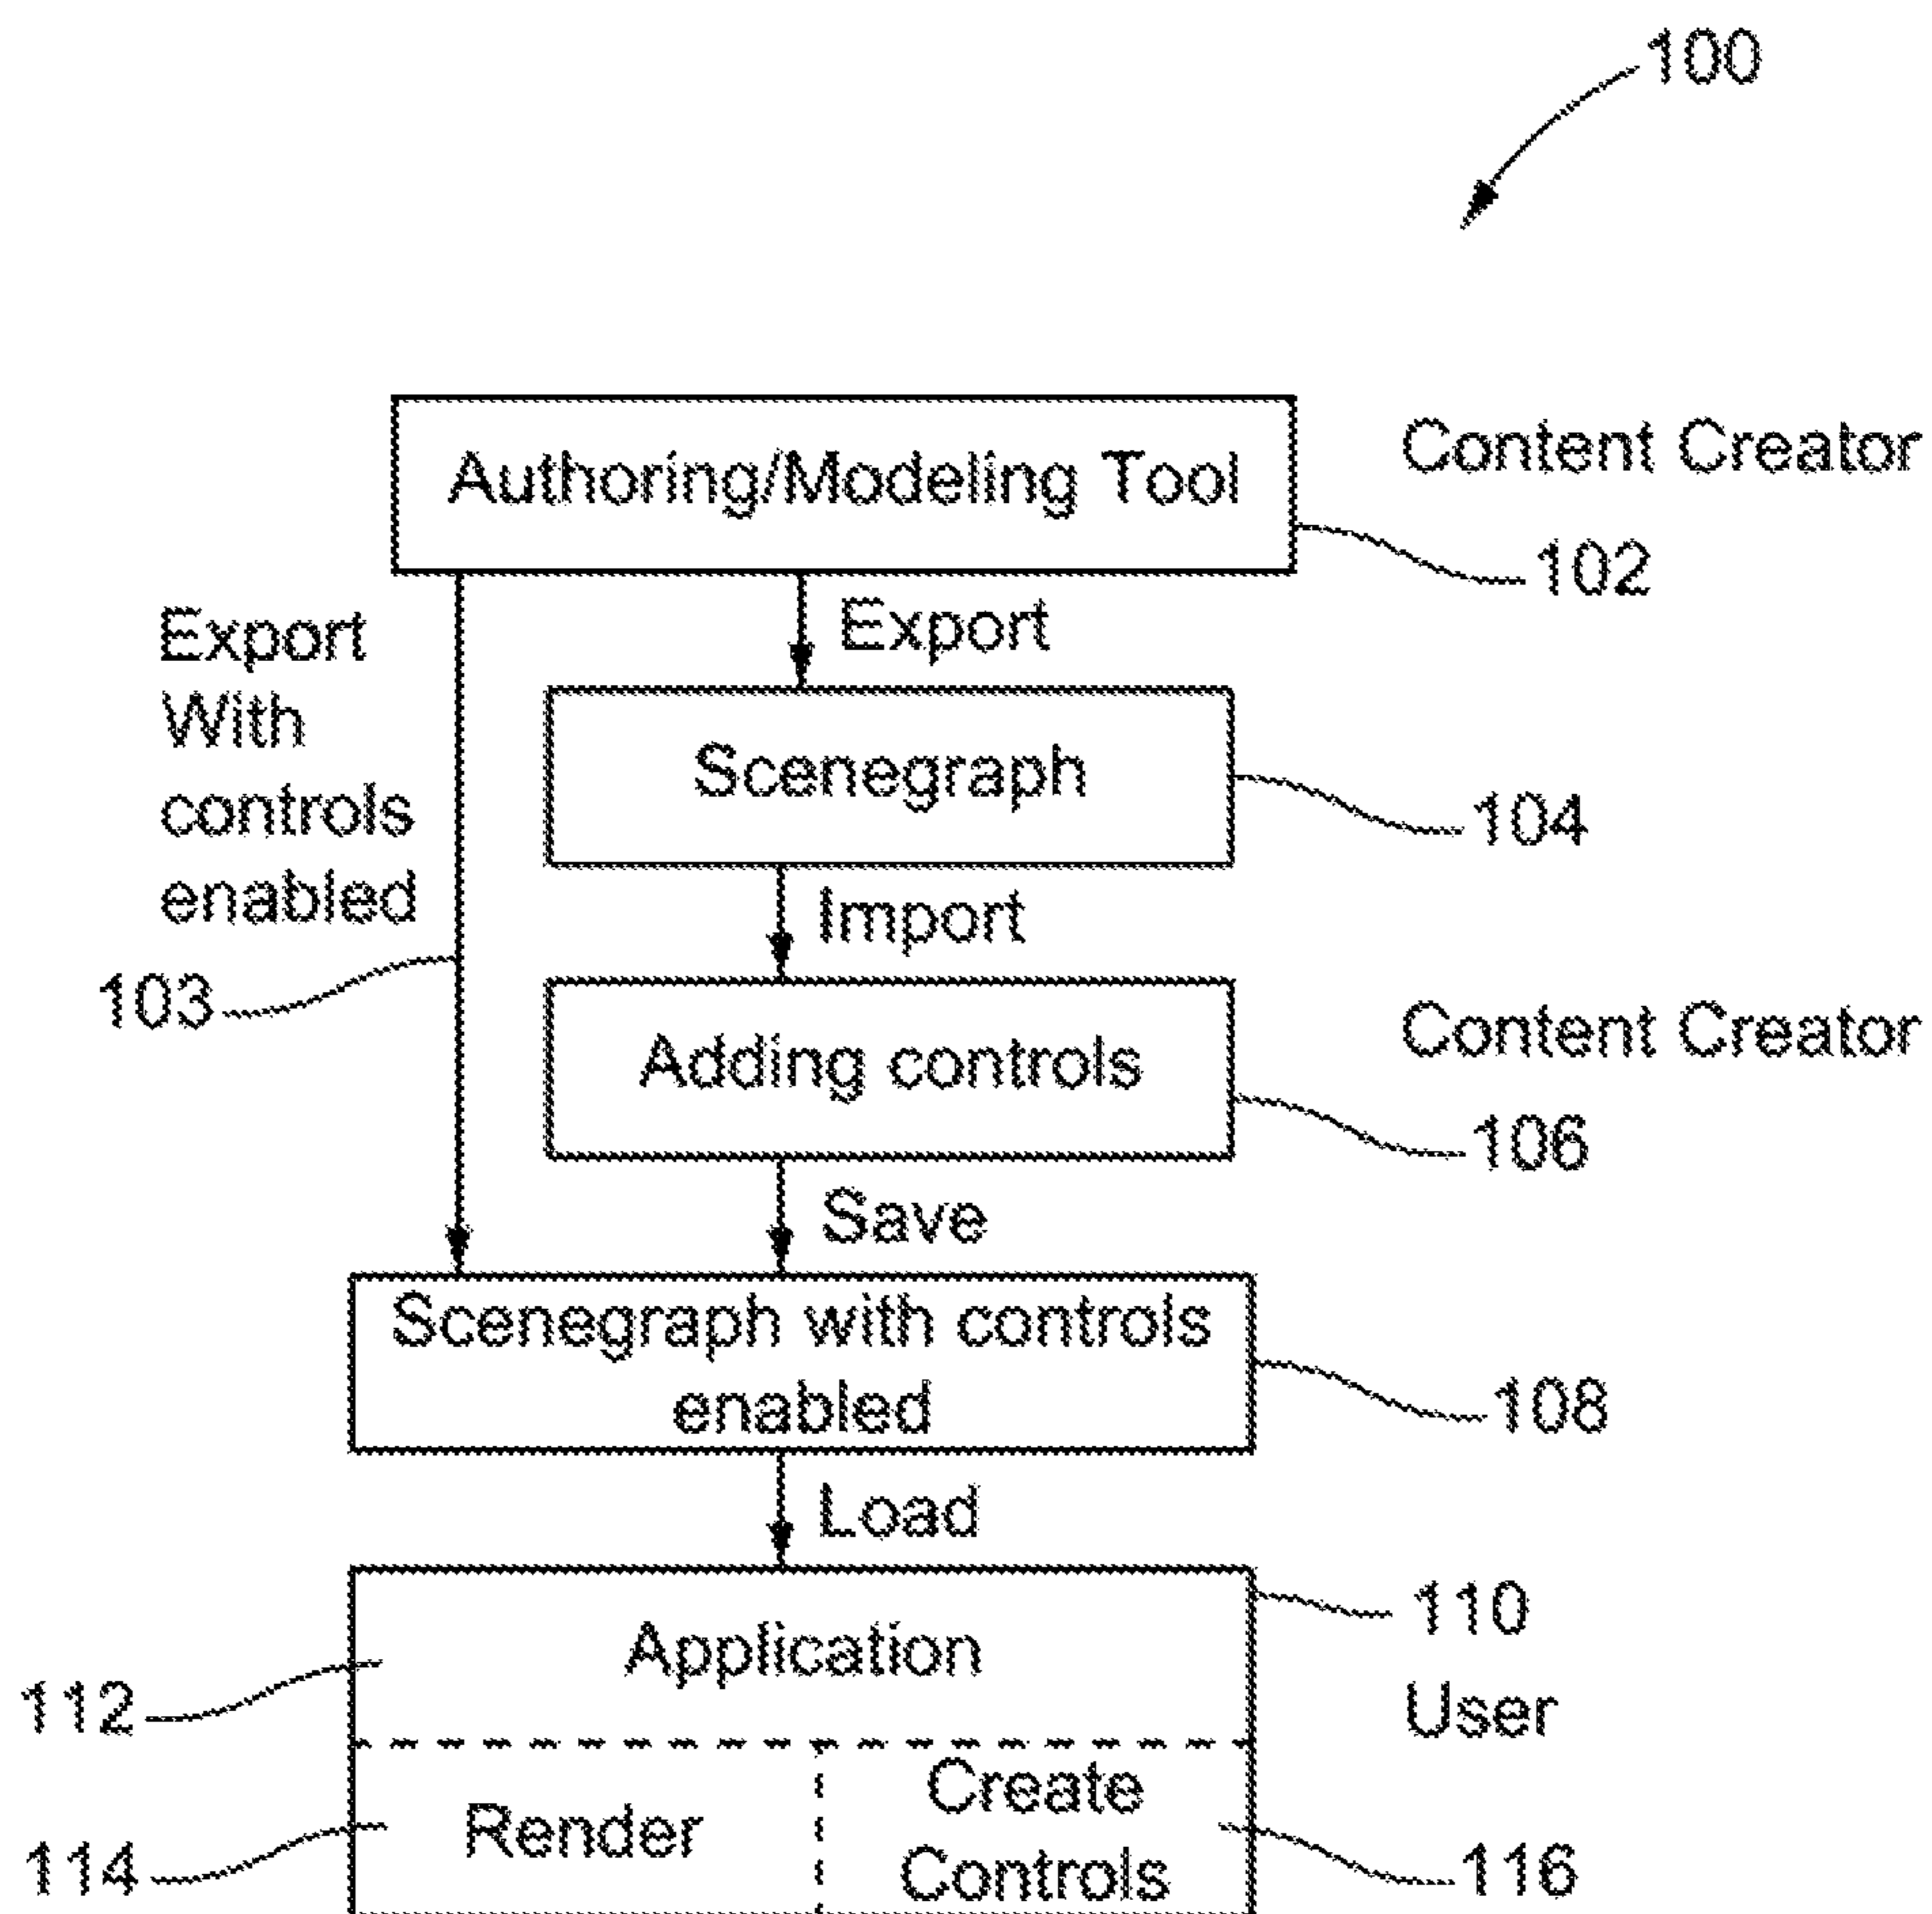 100
Authoring/Modeling Tool
Content Creator
102
Export
With
controls
enabled
Export
Scenegraph
104
Import
103
Adding controls
Content Creator
106
Save
Scenegraph with controls
enabled
108
Load
110
Application
112
User
Render
Create
Controls
114
116